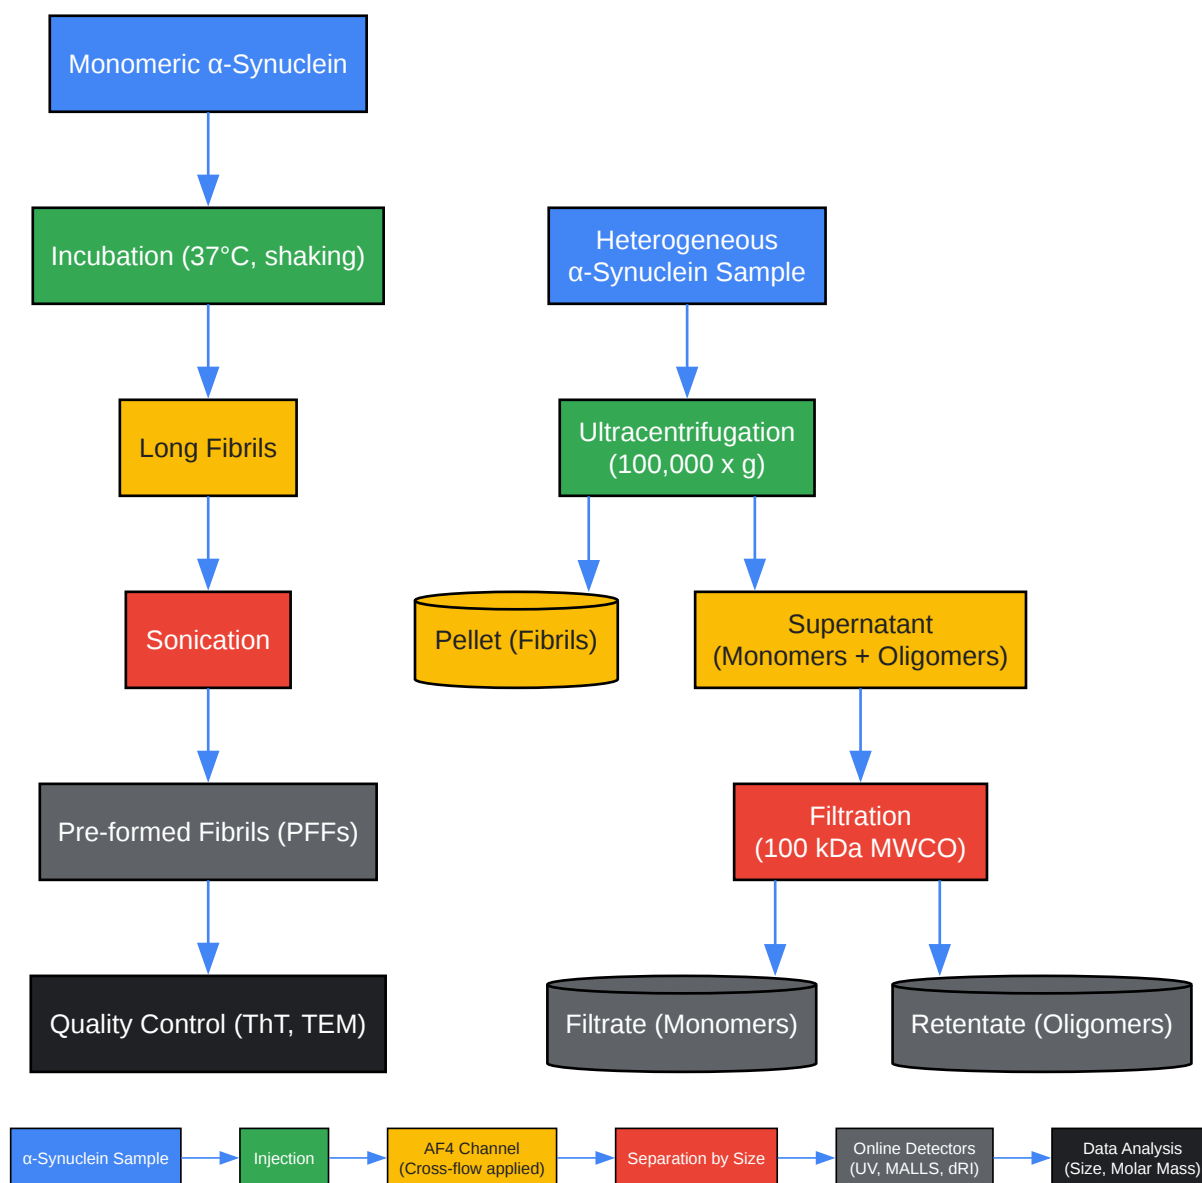 Monomeric α-Synuclein
Incubation (37°C, shaking)
Long Fibrils
Sonication
Pre-formed Fibrils (PFFs)
Quality Control (ThT, TEM)
Heterogeneous
α-Synuclein Sample
Ultracentrifugation
(100,000 x g)
Pellet (Fibrils)
Supernatant
(Monomers + Oligomers)
Filtration
(100 kDa MWCO)
Filtrate (Monomers)
Retentate (Oligomers)
α-Synuclein Sample
Injection
AF4 Channel
(Cross-flow applied)
Separation by Size
Online Detectors
(UV, MALLS, dRI)
Data Analysis
(Size, Molar Mass)